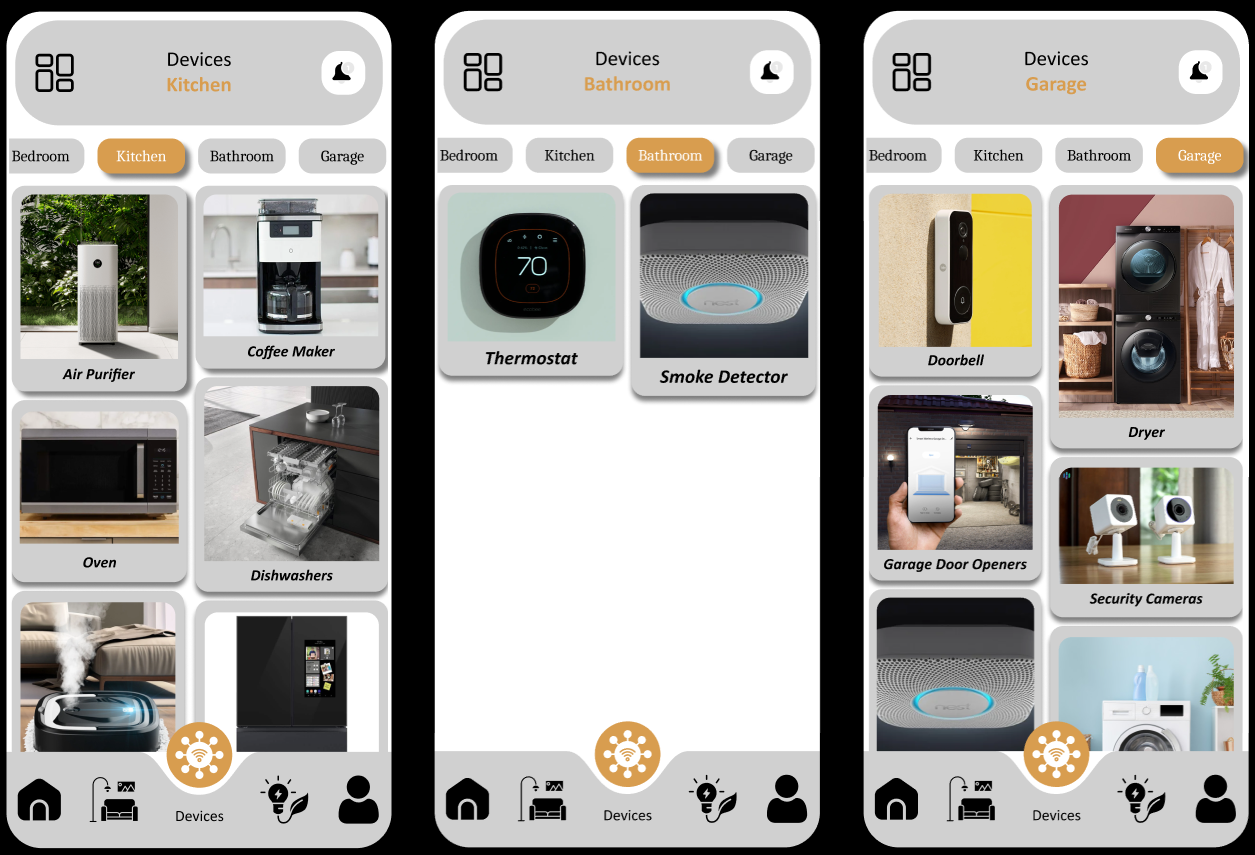 Devices
Kitchen
Bedroom
Kitchen
Bathroom
Garage
Air Purifier
Coffee Maker
Oven
Dishwashers
Devices
Devices
Bathroom
Bedroom
Kitchen
Bathroom
Garage
70
Thermostat
nest
Smoke Detector
Devices
Devices
Garage
Bedroom
Kitchen
Bathroom
Garage
Doorbell
Dryer
Garage Door Openers
Security Cameras
nest
Devices